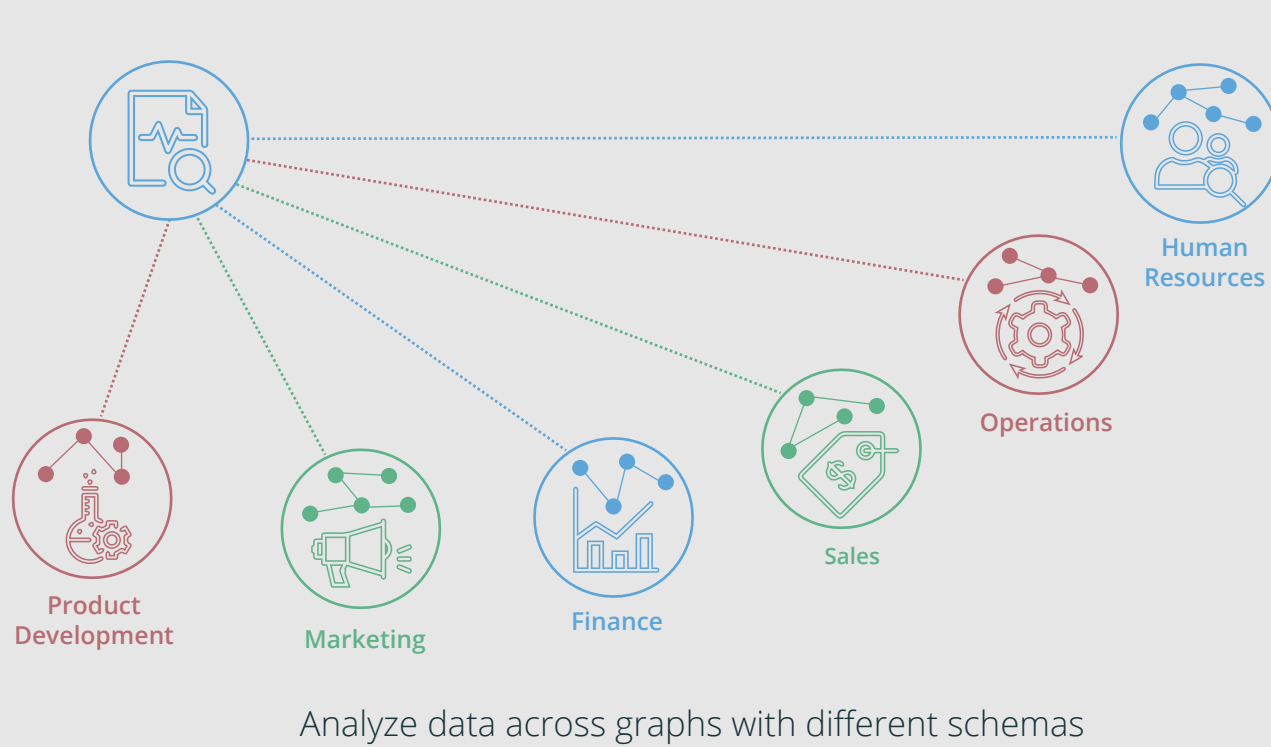 Human
Resources
Operations
Sales
Finance
Product
Development
Marketing
Analyze data across graphs with different schemas